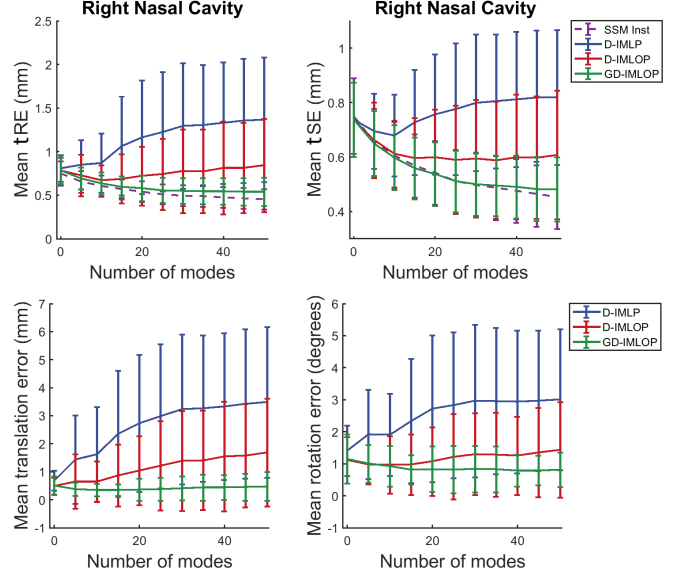 Right Nasal Cavity
Mean tRE (mm)
2.5
2
1.5
1
0.5
0
0
20
40
Number of modes
Right Nasal Cavity
Mean tSE (mm)
1
0.8
0.6
0.4
0
20
40
Number of modes
SSM Inst
D-IMLP
D-IMLOP
GD-IMLOP
Mean translation error (mm)
7
6
5
4
3
2
1
0
-1
0
20
40
Number of modes
Mean rotation error (degrees)
6
5
4
3
2
1
0
-1
0
20
40
Number of modes
D-IMLP
D-IMLOP
GD-IMLOP